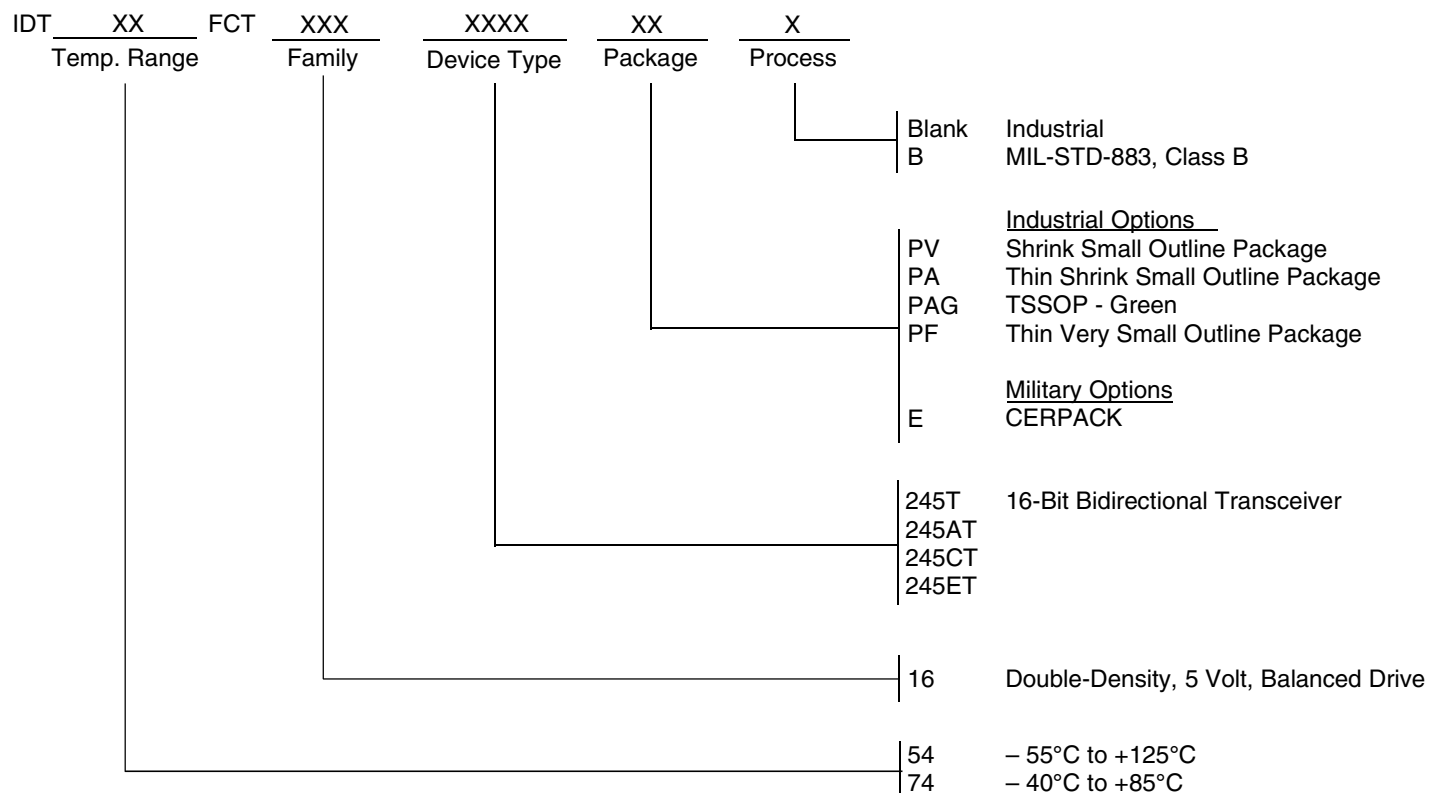 IDT XX FCT XXX XXXX XX X
Temp. Range Family Device Type Package Process
Blank Industrial
B MIL-STD-883, Class B
Industrial Options
PV Shrink Small Outline Package
PA Thin Shrink Small Outline Package
PAG TSSOP - Green
PF Thin Very Small Outline Package
Military Options
E CERPACK
245T 16-Bit Bidirectional Transceiver
245AT
245CT
245ET
16 Double-Density, 5 Volt, Balanced Drive
54 – 55°C to +125°C
74 – 40°C to +85°C